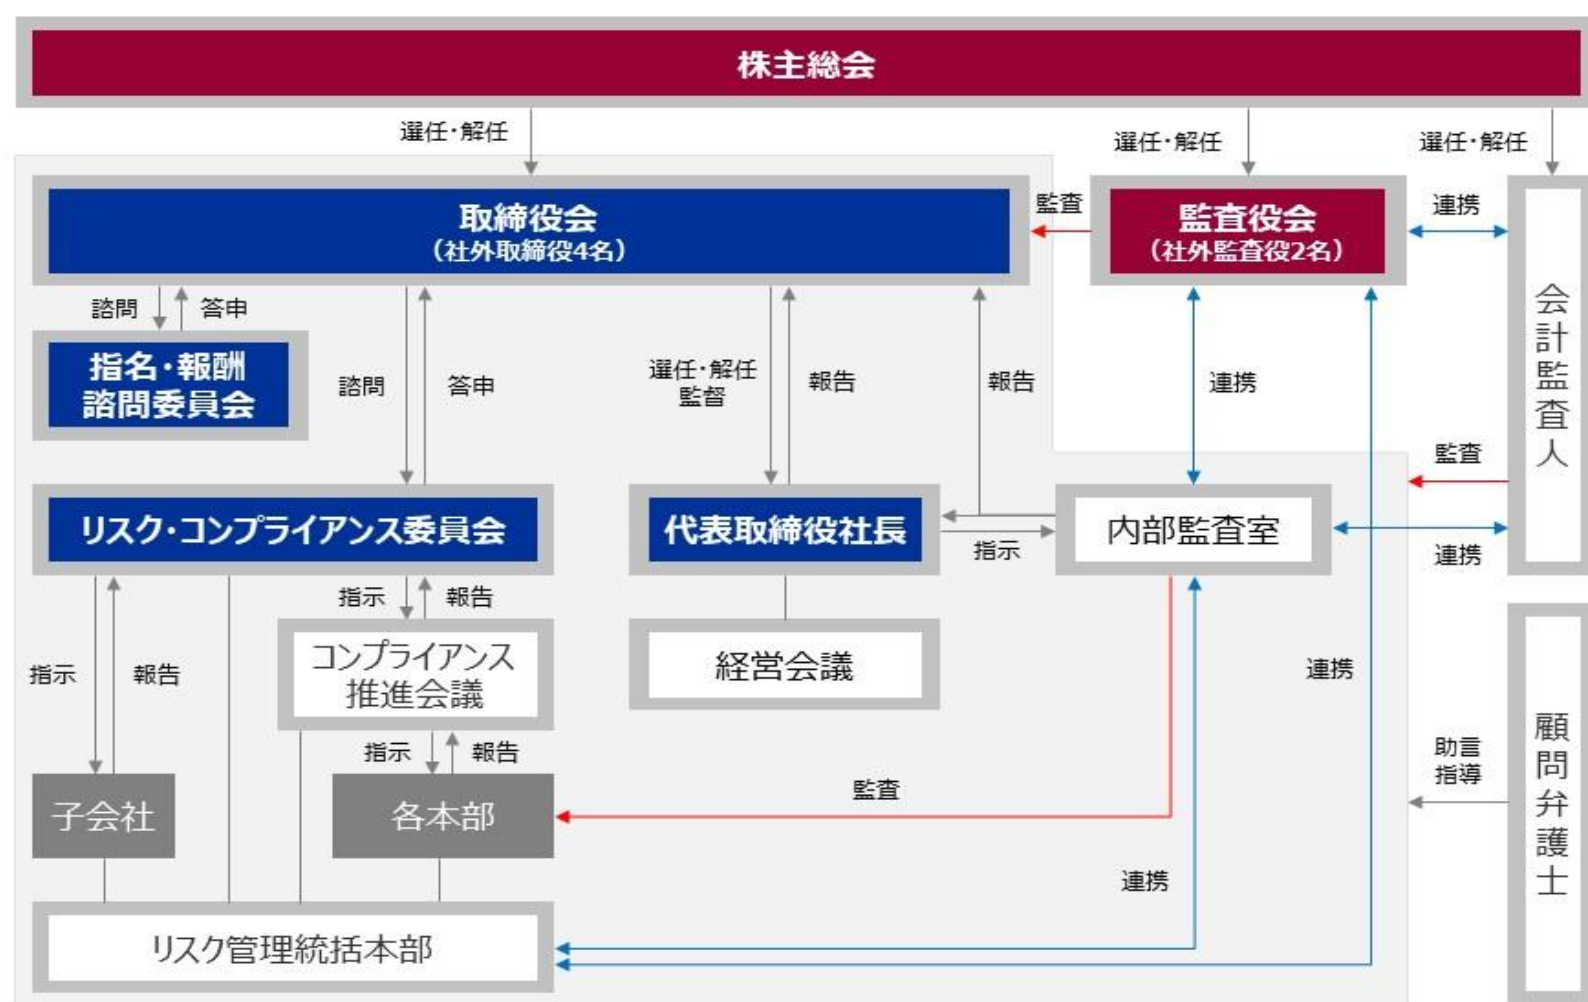 株主総会
選任・解任
選任・解任
選任・解任
取締役会
（社外取締役4名）
監査
監査役会
（社外監査役2名）
連携
会計監査人
諮問
答申
指名・報酬
諮問委員会
諮問
答申
選任・解任
監督
報告
報告
連携
監査
リスク・コンプライアンス委員会
代表取締役社長
指示
内部監査室
連携
指示
報告
コンプライアンス
推進会議
経営会議
指示
報告
連携
指示
報告
子会社
各本部
監査
助言
指導
顧問弁護士
連携
リスク管理統括本部